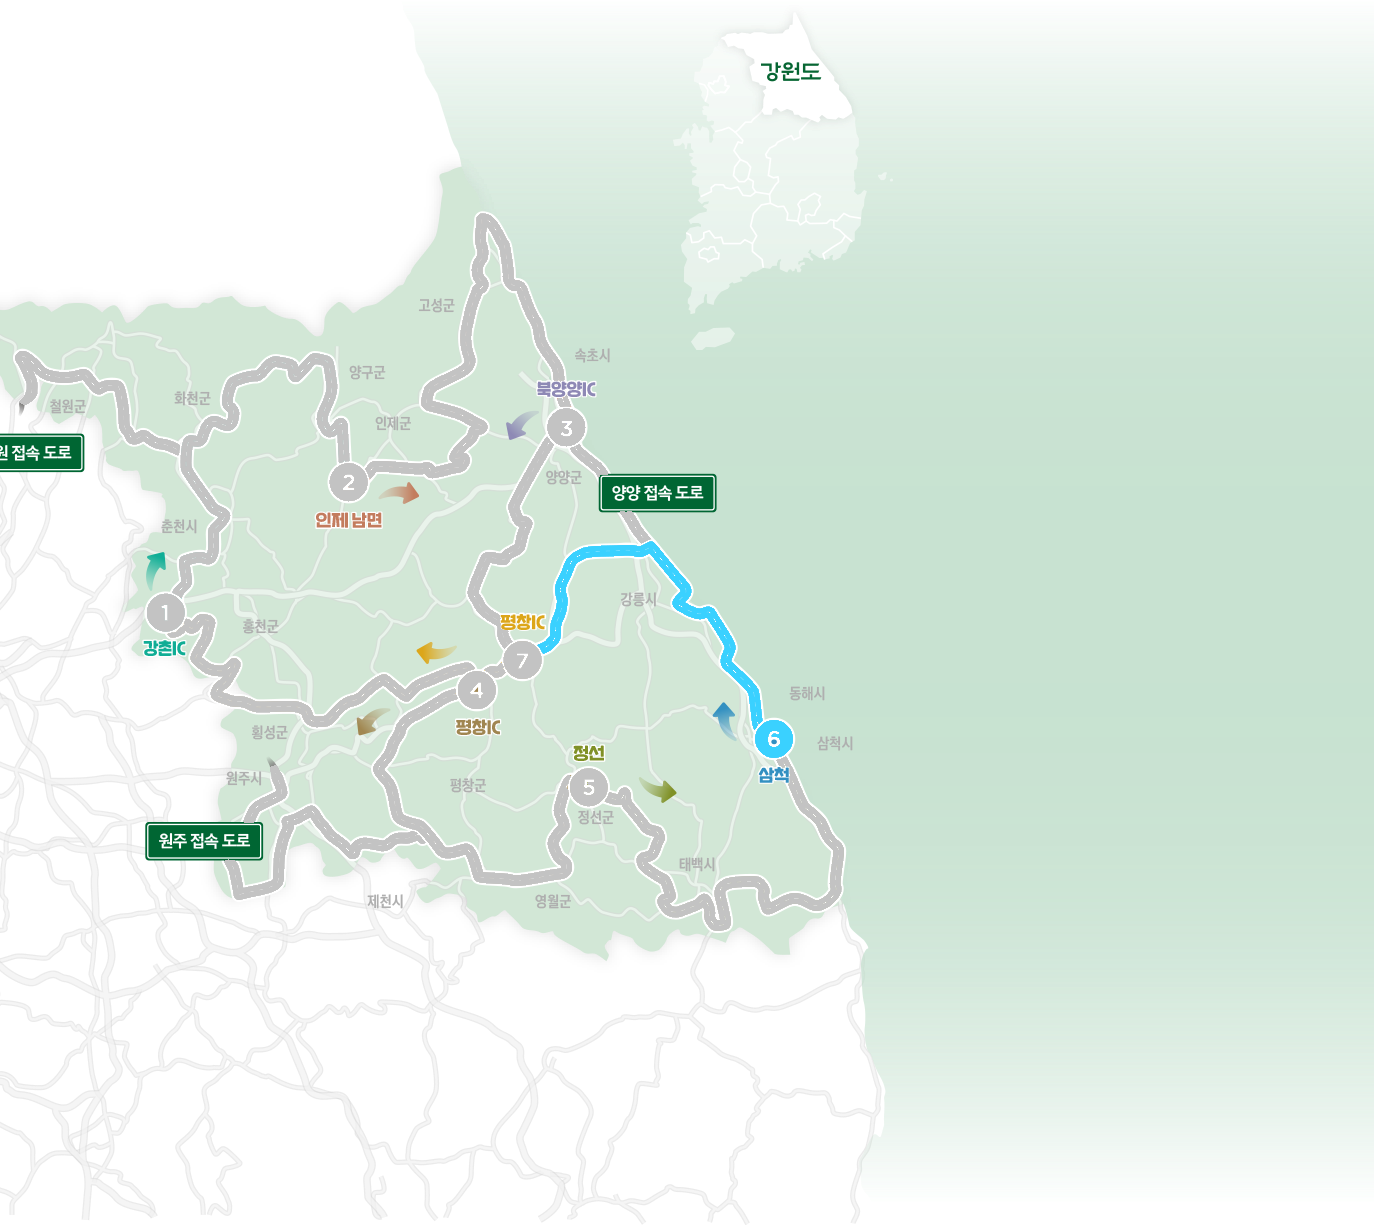 강원도
고성군
속초시
양구군
북양양IC
화천군
철원군
인제군
3
원 접속 도로
양양군
2
양양 접속 도로
인제 남면
춘천시
강릉시
1
평창IC
홍천군
강촌IC
7
4
동해시
평창IC
횡성군
6
삼척시
정선
삼척
원주시
평창군
5
정선군
원주 접속 도로
태백시
제천시
영월군